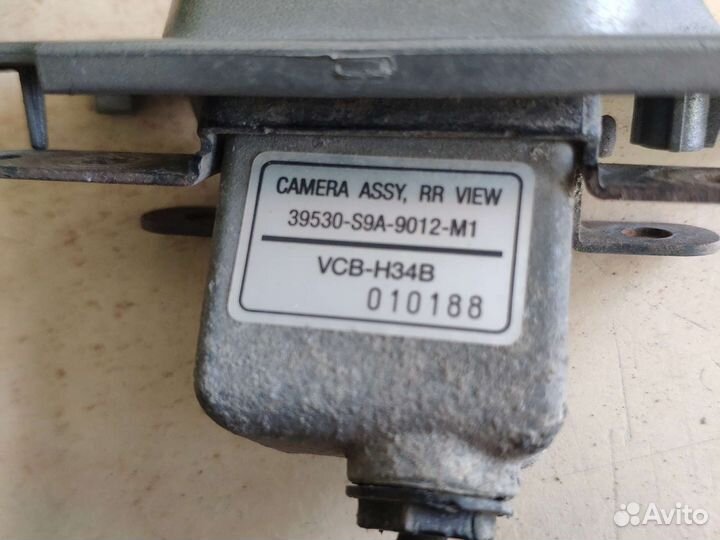 CAMERA ASSY, RR VIEW
39530-S9A-9012-M1
VCB-H34B
010188
Avito